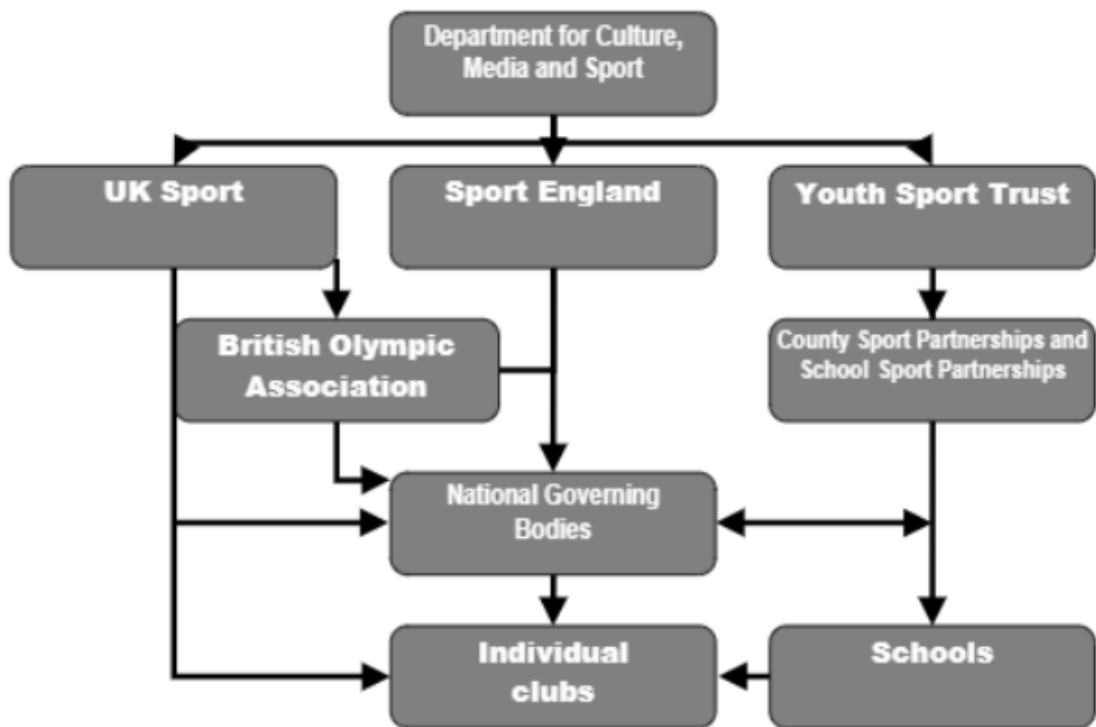 Department for Culture,
Media and Sport
UK Sport
Sport England
Youth Sport Trust
British Olympic
Association
County Sport Partnerships and
School Sport Partnerships
National Governing
Bodies
Individual
clubs
Schools